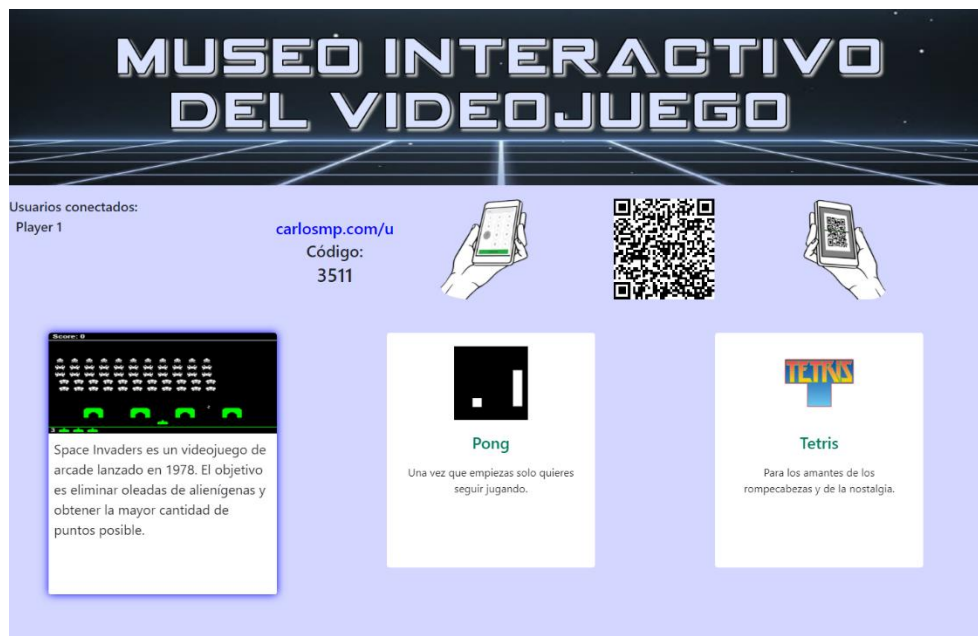 MUSEO INTERACTIVO
DEL VIDEOJUEGO
Usuarios conectados:
Player 1
carlosmp.com/u
Código:
3511
Score: 0
3
Space Invaders es un videojuego de
arcade lanzado en 1978. El objetivo
es eliminar oleadas de alienígenas y
obtener la mayor cantidad de
puntos posible.
Pong
Una vez que empiezas solo quieres
seguir jugando.
TETRIS
Tetris
Para los amantes de los
rompecabezas y de la nostalgia.